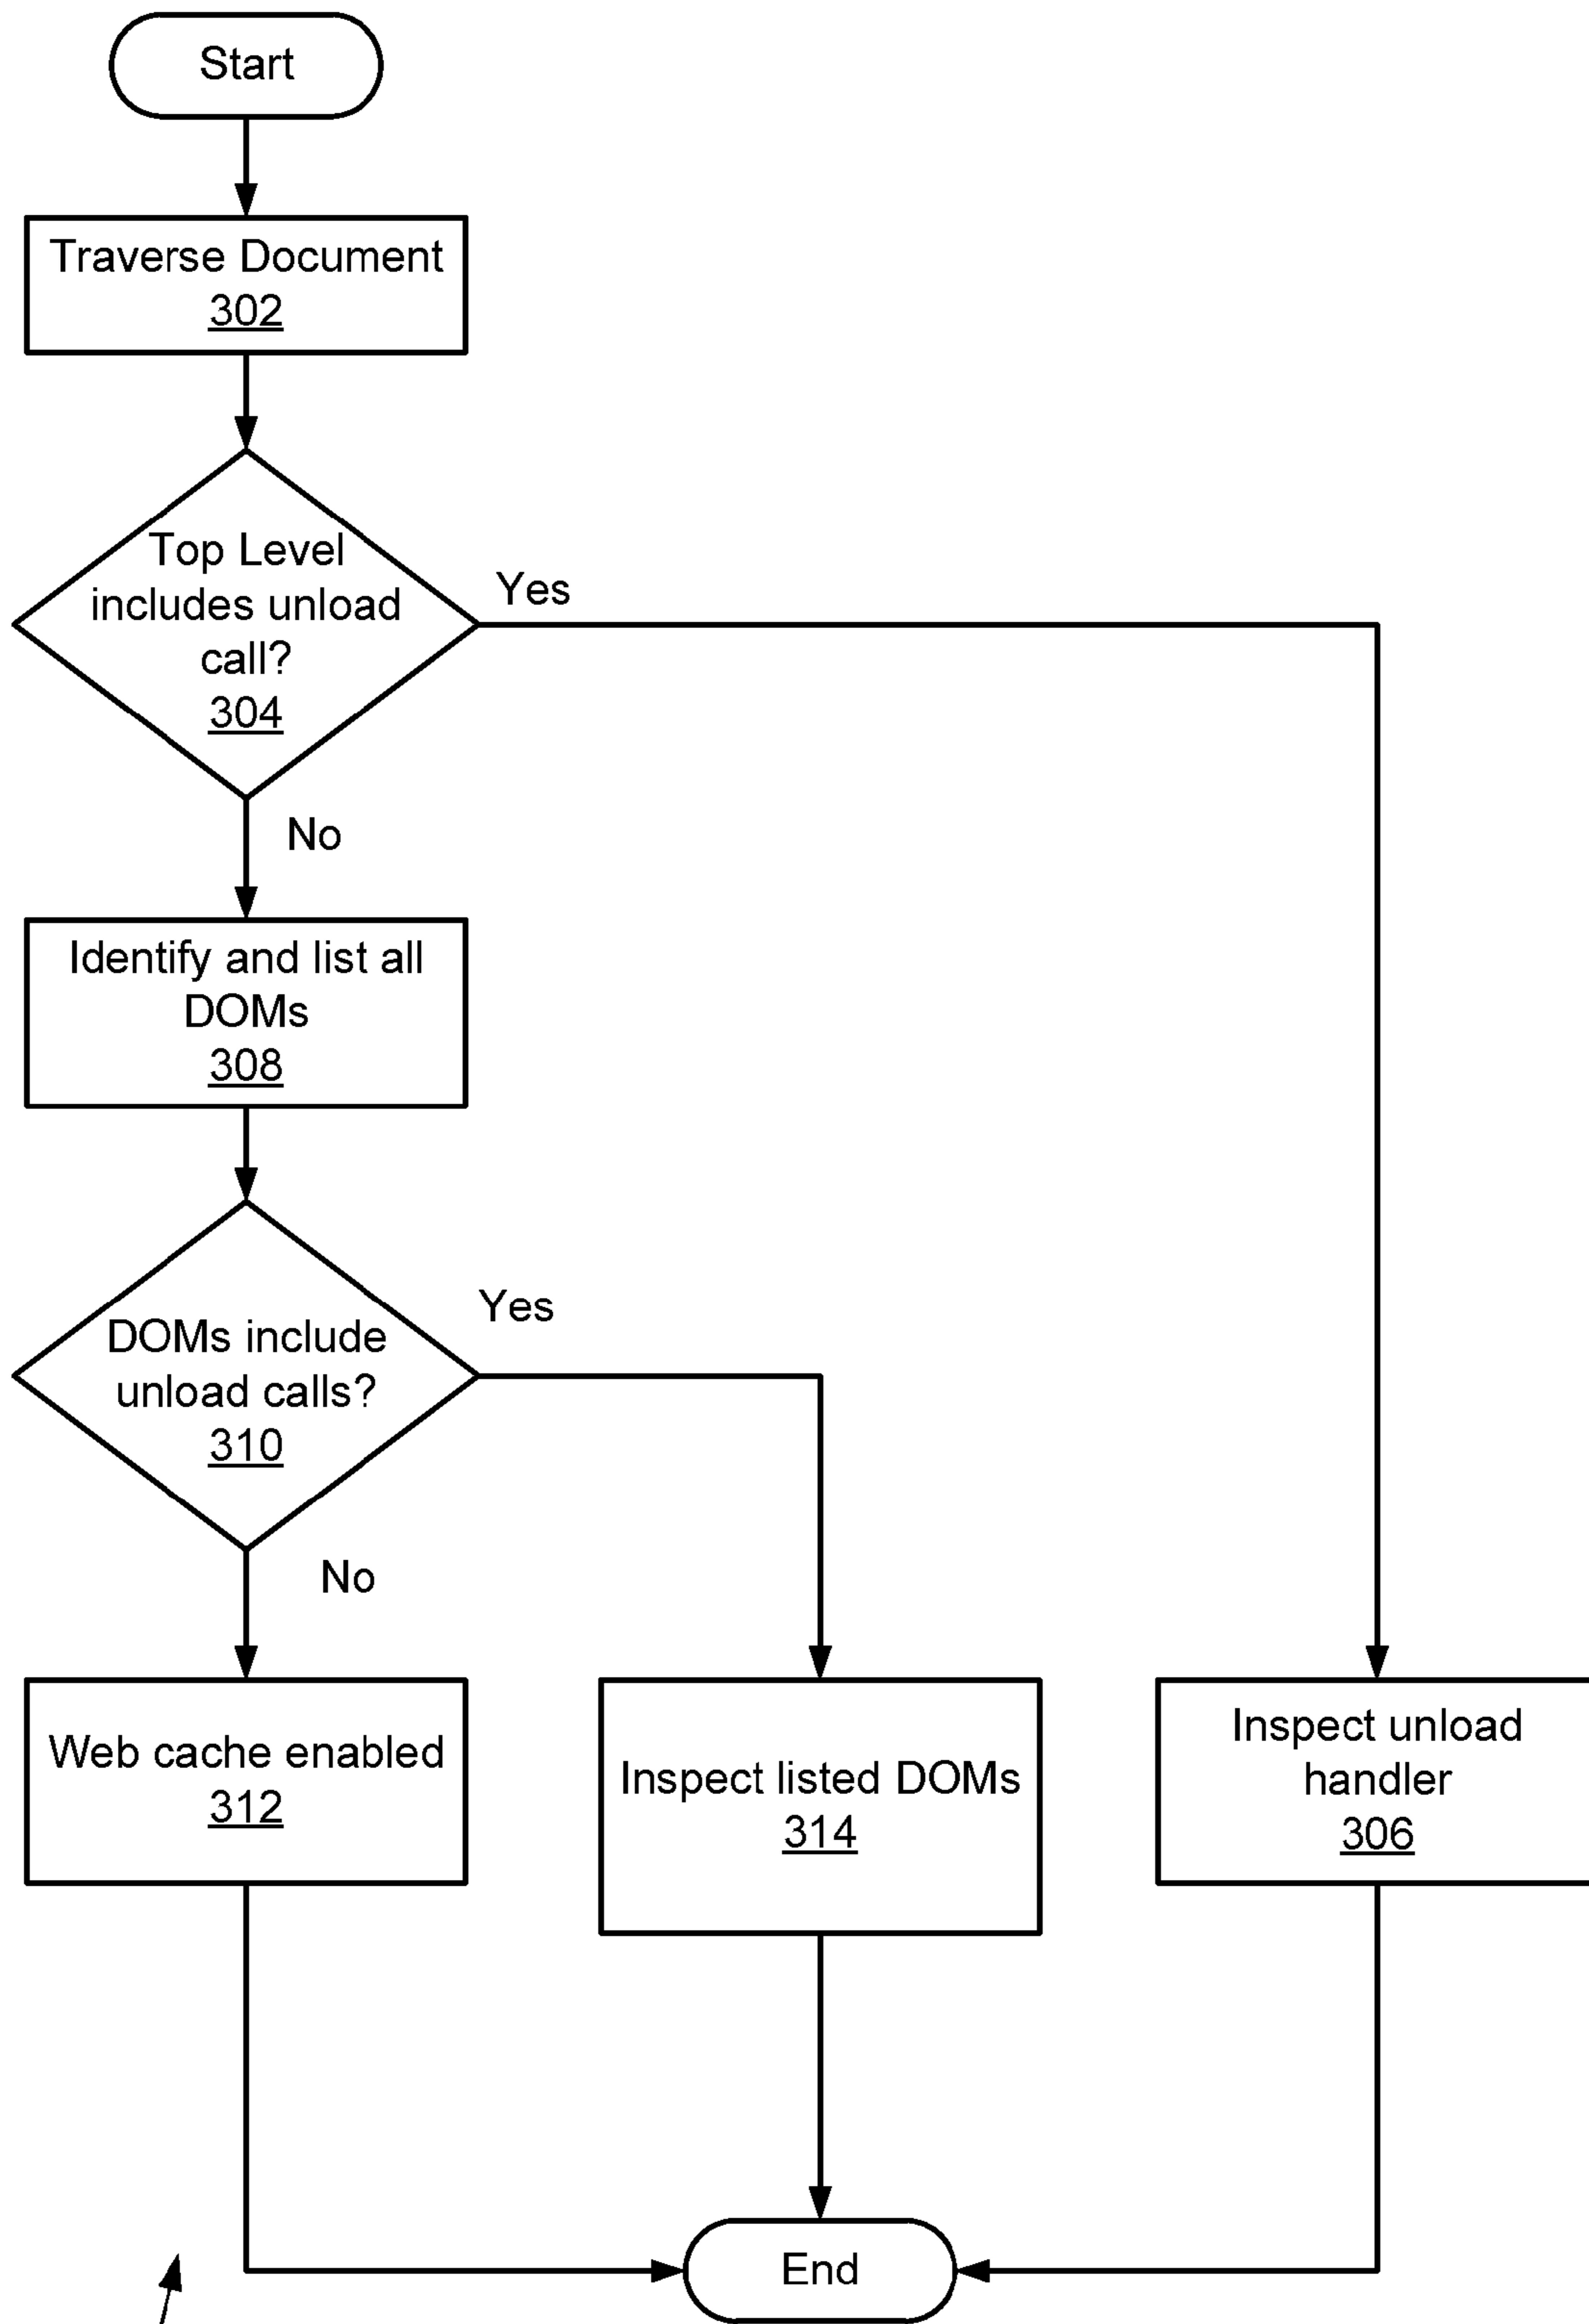 Start
Traverse Document
302
Top Level
includes unload
call?
304
Yes
No
Identify and list all
DOMs
308
DOMs include
unload calls?
310
Yes
No
Web cache enabled
312
Inspect listed DOMs
314
Inspect unload
handler
306
End